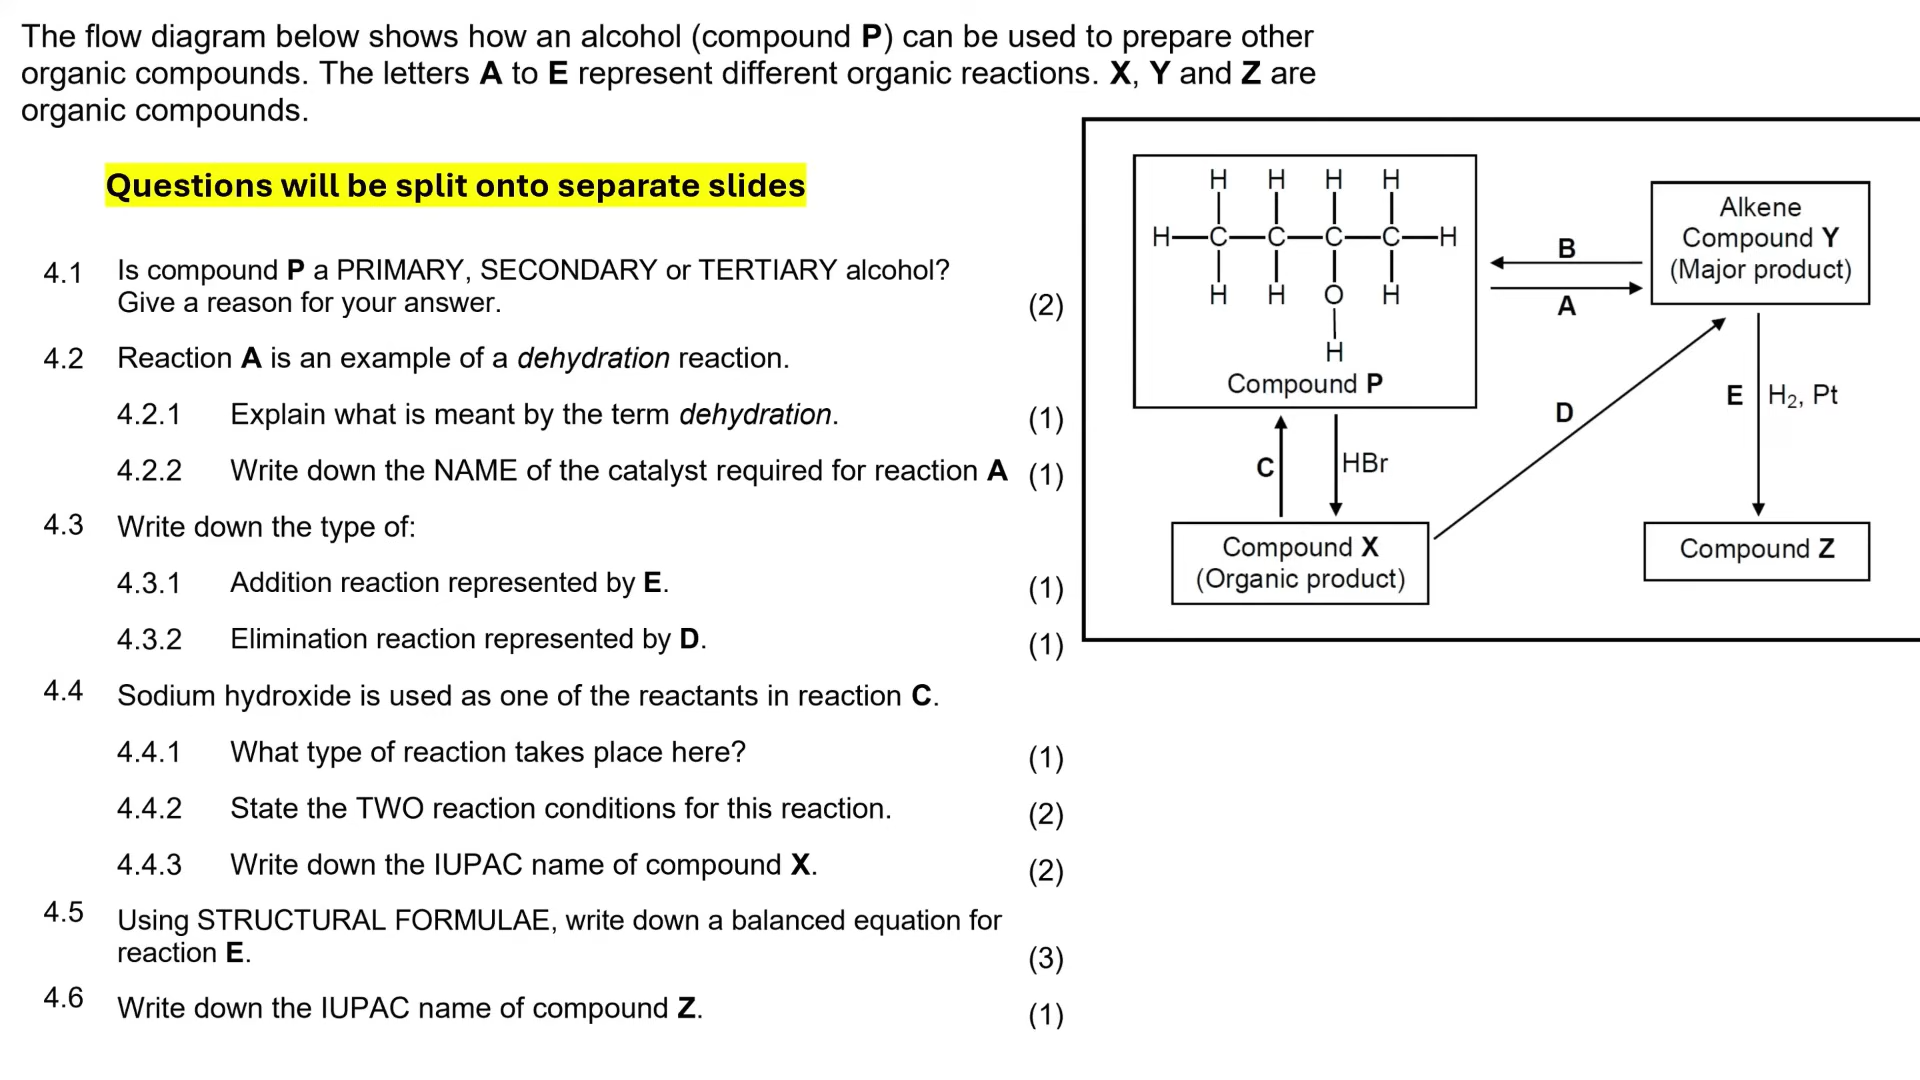 The flow diagram below shows how an alcohol (compound P) can be used to prepare other
organic compounds. The letters A to E represent different organic reactions. X, Y and Z are
organic compounds.
Questions will be split onto separate slides
4.1 Is compound P a PRIMARY, SECONDARY or TERTIARY alcohol?
Give a reason for your answer. (2)
4.2 Reaction A is an example of a dehydration reaction.
4.2.1 Explain what is meant by the term dehydration. (1)
4.2.2 Write down the NAME of the catalyst required for reaction A (1)
4.3 Write down the type of:
4.3.1 Addition reaction represented by E. (1)
4.3.2 Elimination reaction represented by D. (1)
4.4 Sodium hydroxide is used as one of the reactants in reaction C.
4.4.1 What type of reaction takes place here? (1)
4.4.2 State the TWO reaction conditions for this reaction. (2)
4.4.3 Write down the IUPAC name of compound X. (2)
4.5 Using STRUCTURAL FORMULAE, write down a balanced equation for
reaction E. (3)
4.6 Write down the IUPAC name of compound Z. (1)
H H H H
H C C C C H
H H O H
H
Compound P
B
A
Alkene
Compound Y
(Major product)
C
HBr
D
E
H₂, Pt
Compound X
(Organic product)
Compound Z